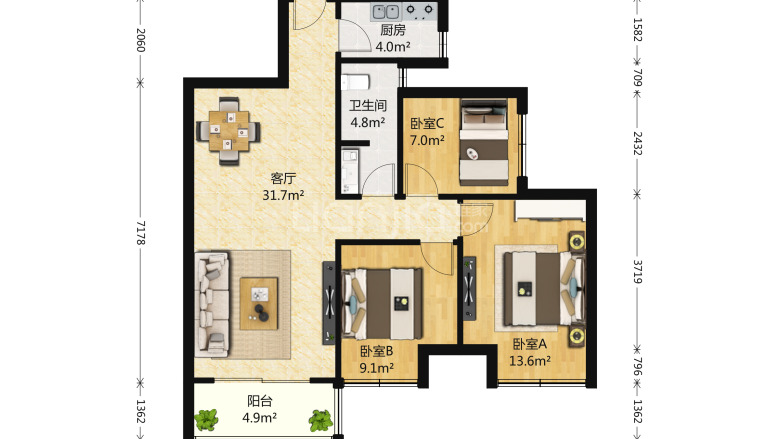 厨房
4.0m²
卫生间
4.8m²
卧室C
7.0m²
客厅
31.7m²
卧室B
9.1m²
卧室A
13.6m²
阳台
4.9m²
2060
7178
1362
1582
709
2432
3719
796
1362
lianjia.com